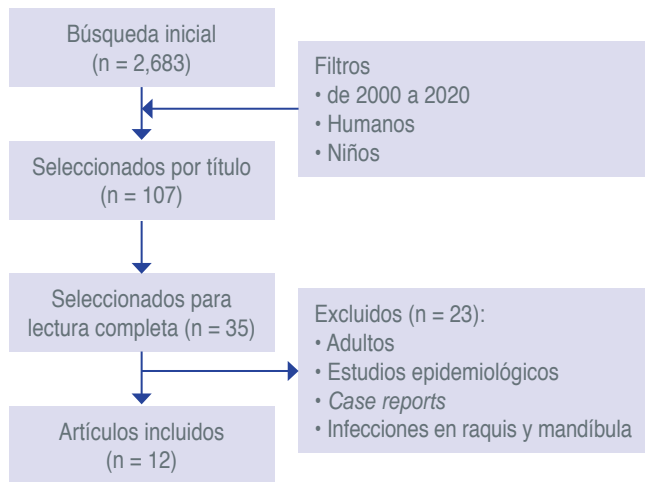 Búsqueda inicial
(n = 2,683)
Filtros
• de 2000 a 2020
• Humanos
• Niños
Seleccionados por título
(n = 107)
Seleccionados para
lectura completa (n = 35)
Excluidos (n = 23):
• Adultos
• Estudios epidemiológicos
• Case reports
• Infecciones en raquis y mandíbula
Artículos incluidos
(n = 12)